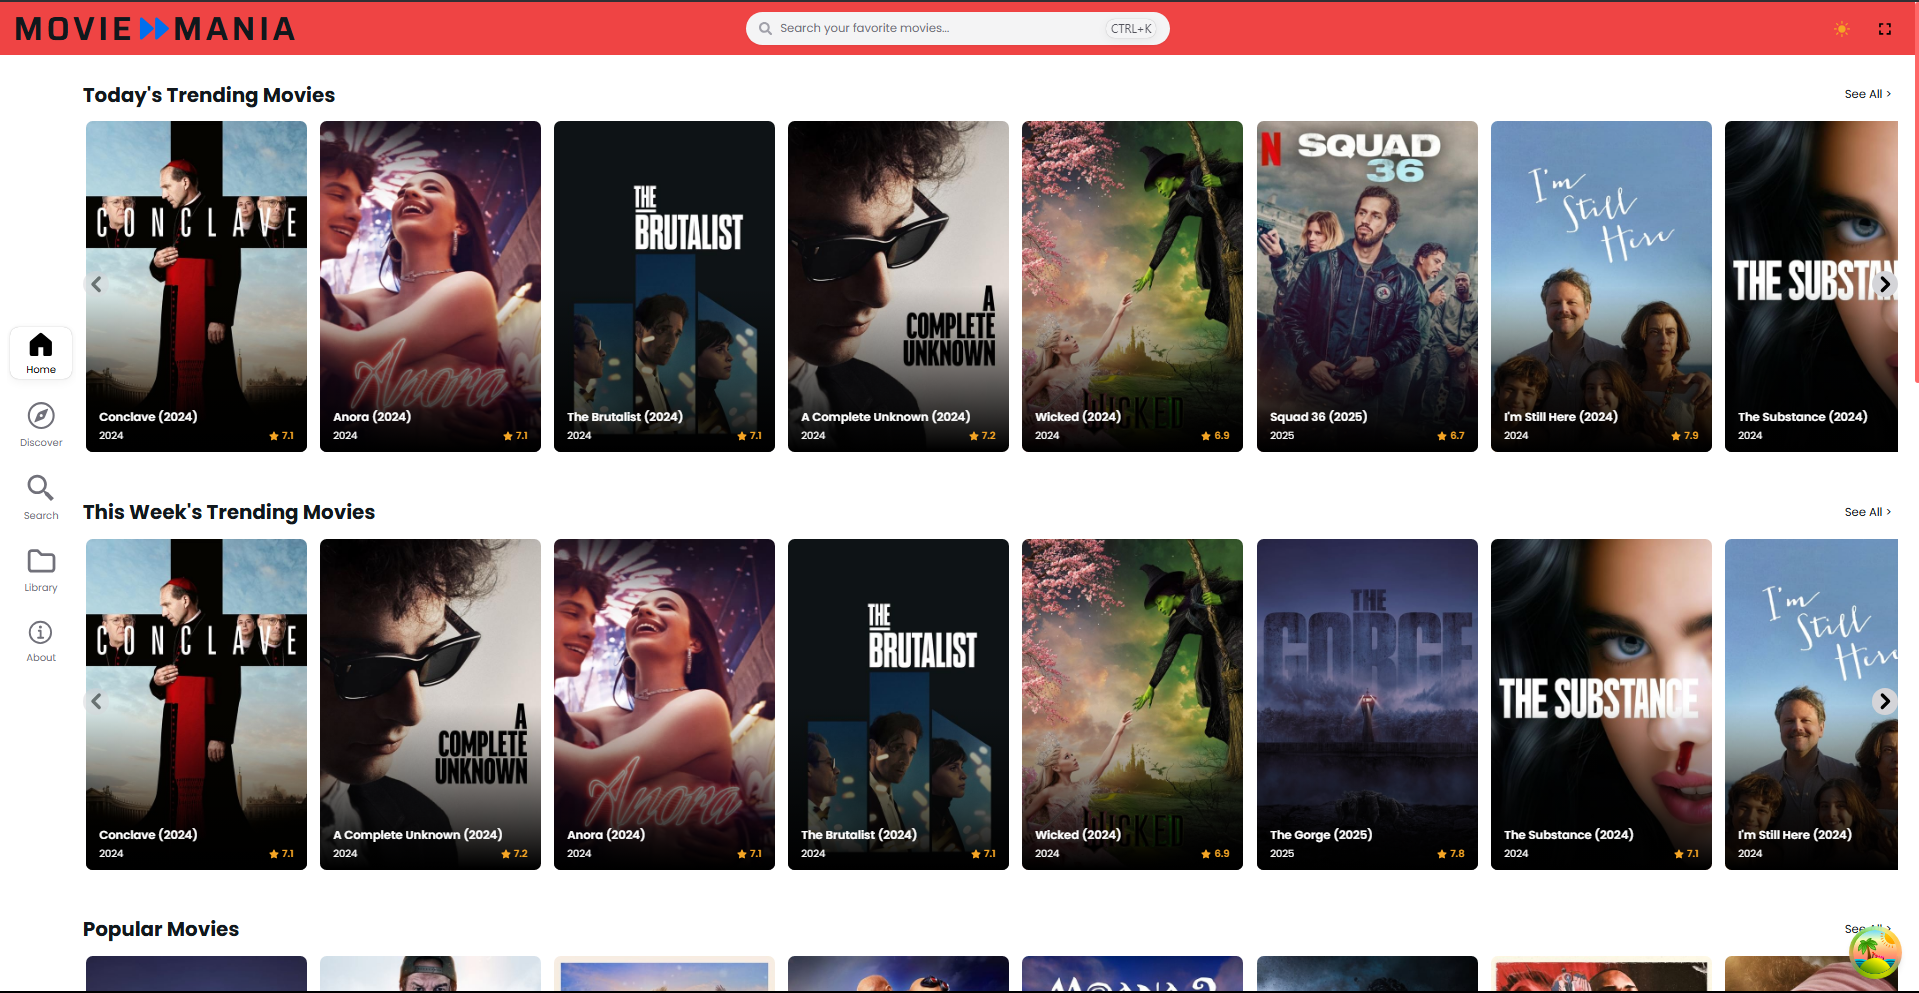 MOVIE MANIA
Search your favorite movies...
CTRL+K
Today's Trending Movies
See All >
CONCLAVE
Conclave (2024)
2024
7.1
Anora
Anora (2024)
2024
7.1
THE
BRUTALIST
The Brutalist (2024)
2024
7.1
A
COMPLETE
UNKNOWN
A Complete Unknown (2024)
2024
7.2
WICKED
Wicked (2024)
2024
6.9
N
SQUAD
36
Squad 36 (2025)
2025
6.7
I'm
Still
Here
I'm Still Here (2024)
2024
7.9
THE SUBSTAN
The Substance (2024)
2024
Home
Discover
Search
Library
About
This Week's Trending Movies
See All >
CONCLAVE
Conclave (2024)
2024
7.1
A
COMPLETE
UNKNOWN
A Complete Unknown (2024)
2024
7.2
Anora
Anora (2024)
2024
7.1
THE
BRUTALIST
The Brutalist (2024)
2024
7.1
WICKED
Wicked (2024)
2024
6.9
THE
GORGE
The Gorge (2025)
2025
7.8
THE SUBSTANCE
The Substance (2024)
2024
7.1
I'm
Still
Here
I'm Still Here (2024)
2024
Popular Movies
See All >
MOANA 2